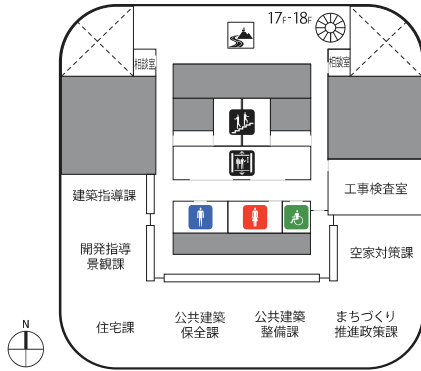 17F-18F
相談室
相談室
建築指導課
工事検査室
開発指導
景観課
空家対策課
住宅課
公共建築
保全課
公共建築
整備課
まちづくり
推進政策課
N